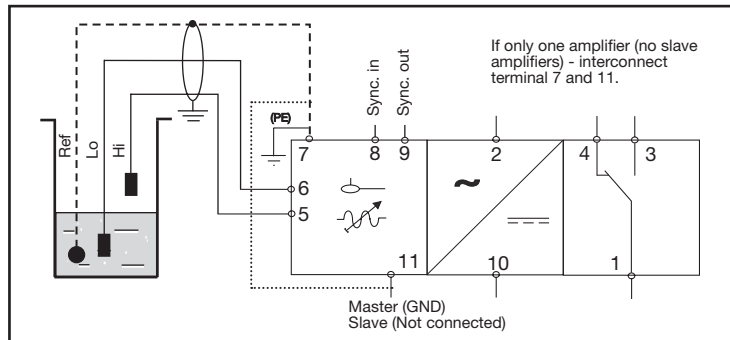 If only one amplifier (no slave
amplifiers) - interconnect
terminal 7 and 11.
Sync. in
Sync. out
(PE)
Ref
Lo
Hi
7
8
9
2
4
3
6
5
~
11
10
1
Master (GND)
Slave (Not connected)